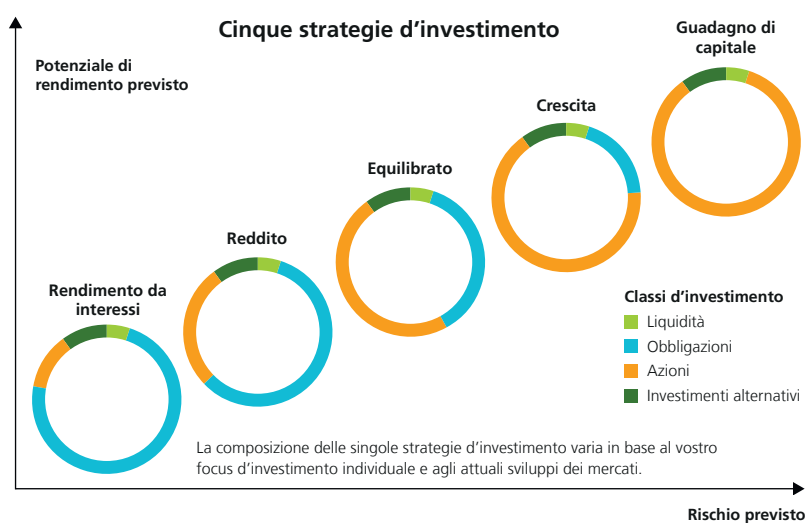 Cinque strategie d’investimento
Potenziale di
rendimento previsto
Guadagno di
capitale
Crescita
Equilibrato
Reddito
Rendimento da
interessi
Classi d’investimento
Liquidità
Obbligazioni
Azioni
Investimenti alternativi
La composizione delle singole strategie d’investimento varia in base al vostro
focus d’investimento individuale e agli attuali sviluppi dei mercati.
Rischio previsto